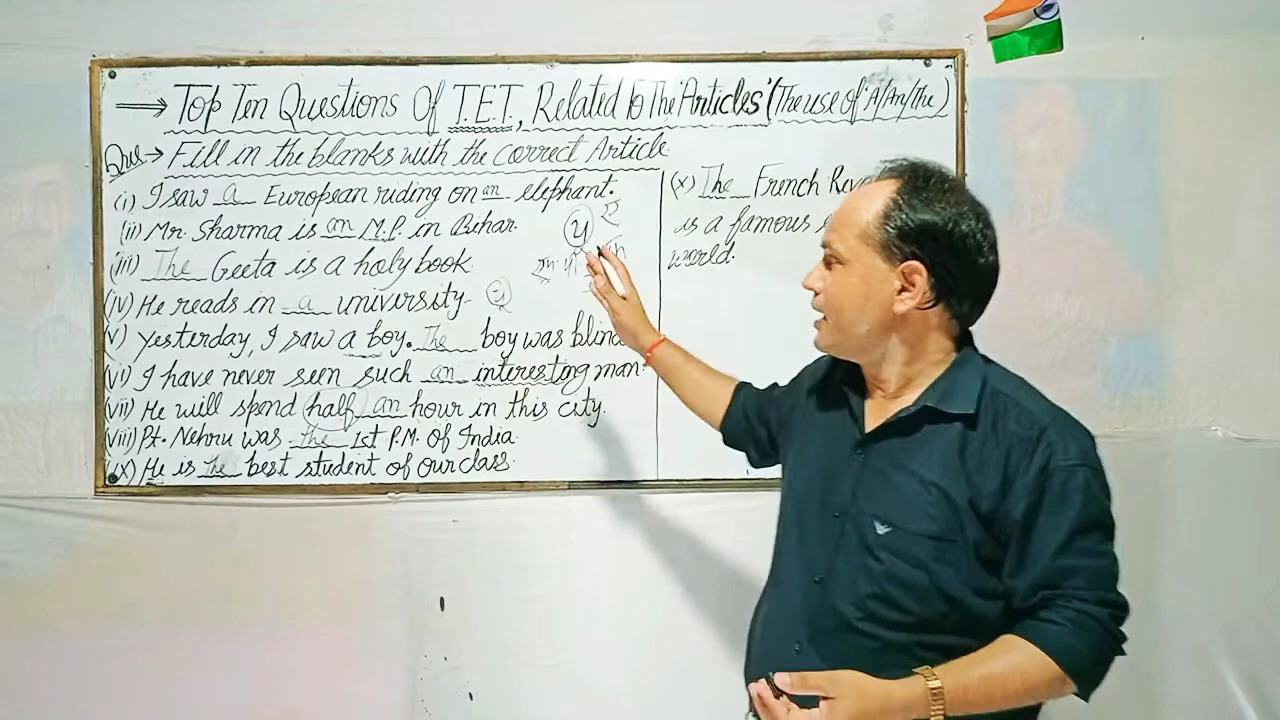 ⟹ Top Ten Questions Of T.E.T., Related To The 'Articles' (The use of 'A/An/The)
Que→ Fill in the blanks with the correct Article
(i) I saw a European riding on an elephant.
(ii) Mr. Sharma is an M.P. in Bihar.
(iii) The Geeta is a holy book.
(iv) He reads in a university.
(v) Yesterday, I saw a boy. The boy was blind
(vi) I have never seen such an interesting man.
(vii) He will spend half an hour in this city.
(viii) Pt. Nehru was the 1st P.M. of India.
(ix) He is the best student of our class.
(x) The French
is a famous
world.